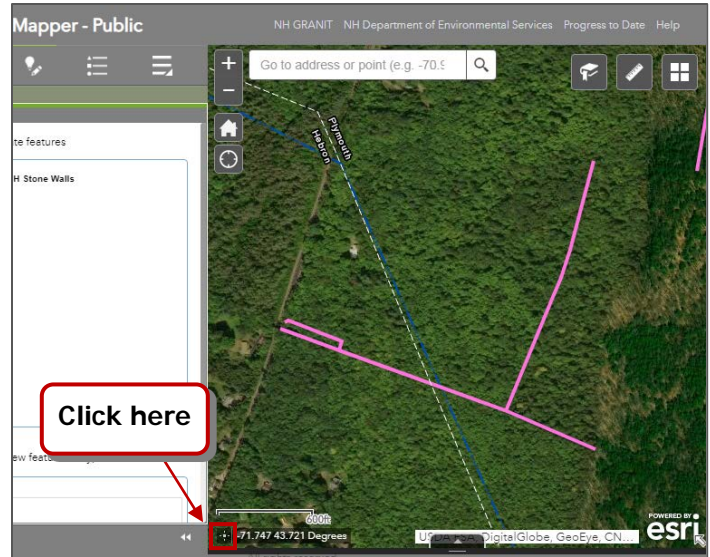 Mapper - Public
NH GRANIT NH Department of Environmental Services Progress to Date Help
Go to address or point (e.g. -70.9
te features
H Stone Walls
Plymouth
Hebron
Click here
ew featu
600ft
-71.747 43.721 Degrees
USDA FSA, DigitalGlobe, GeoEye, CN...
POWERED BY
esri